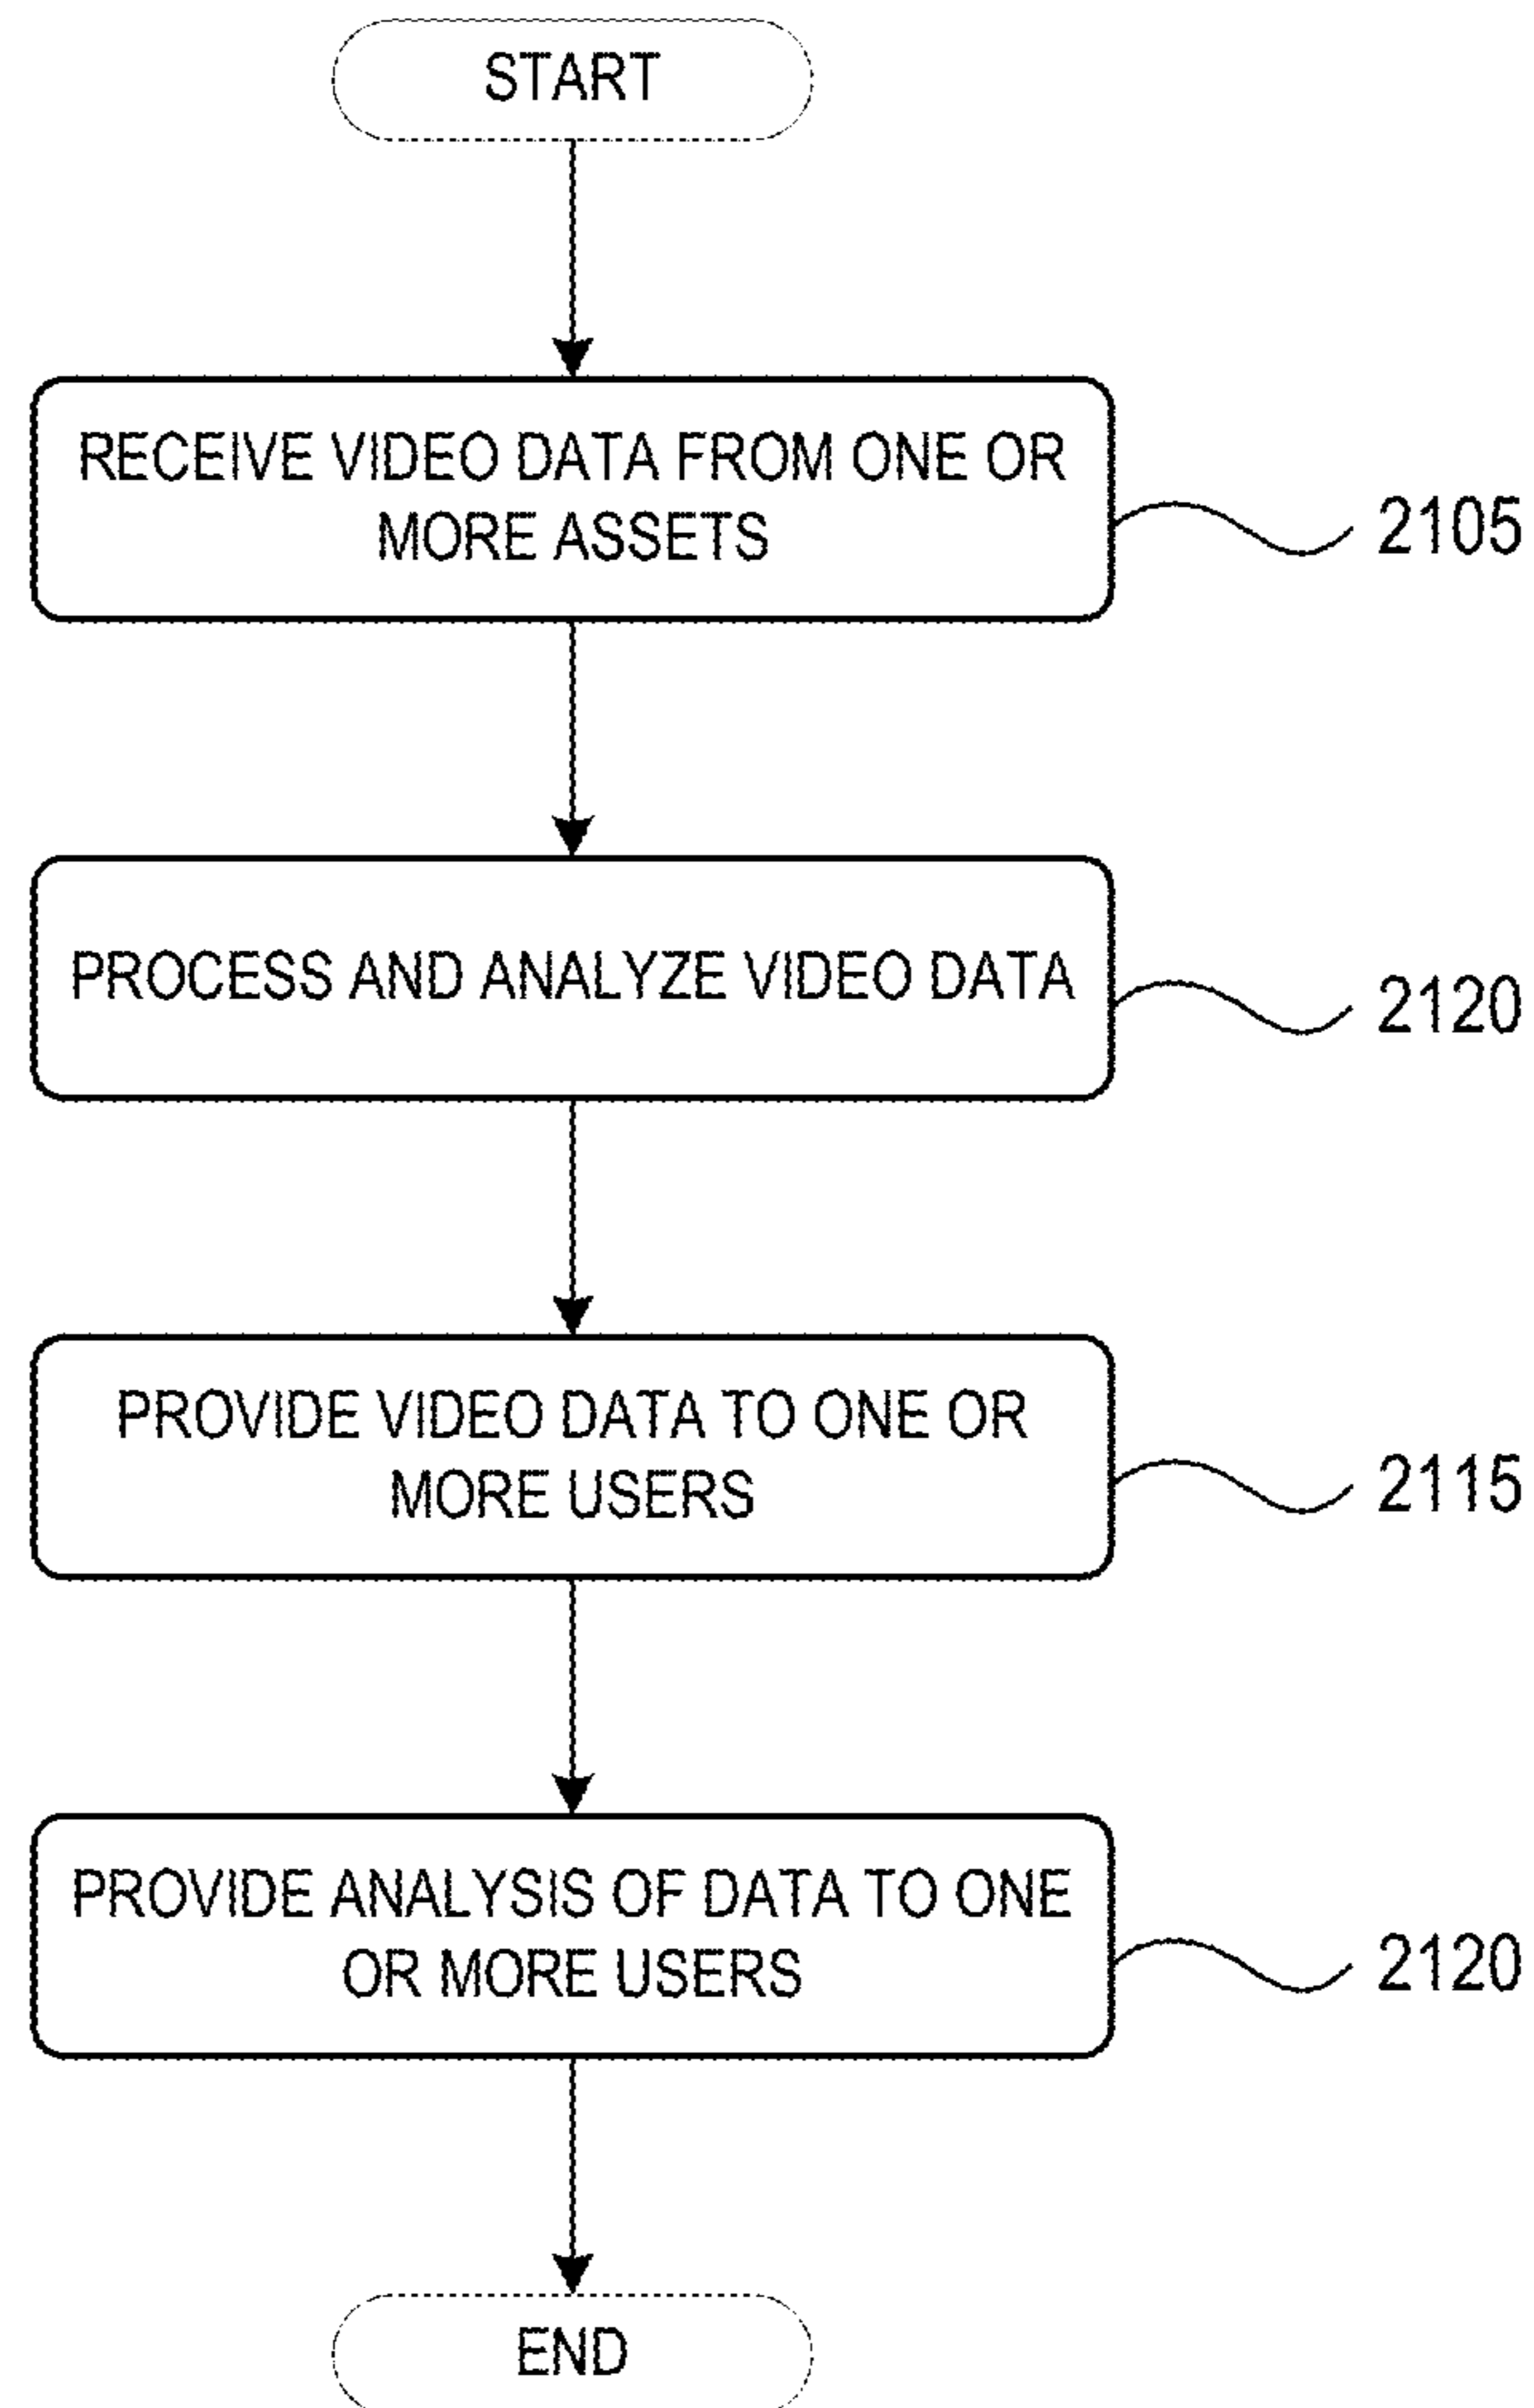 START
RECEIVE VIDEO DATA FROM ONE OR
MORE ASSETS
2105
PROCESS AND ANALYZE VIDEO DATA
2120
PROVIDE VIDEO DATA TO ONE OR
MORE USERS
2115
PROVIDE ANALYSIS OF DATA TO ONE
OR MORE USERS
2120
END